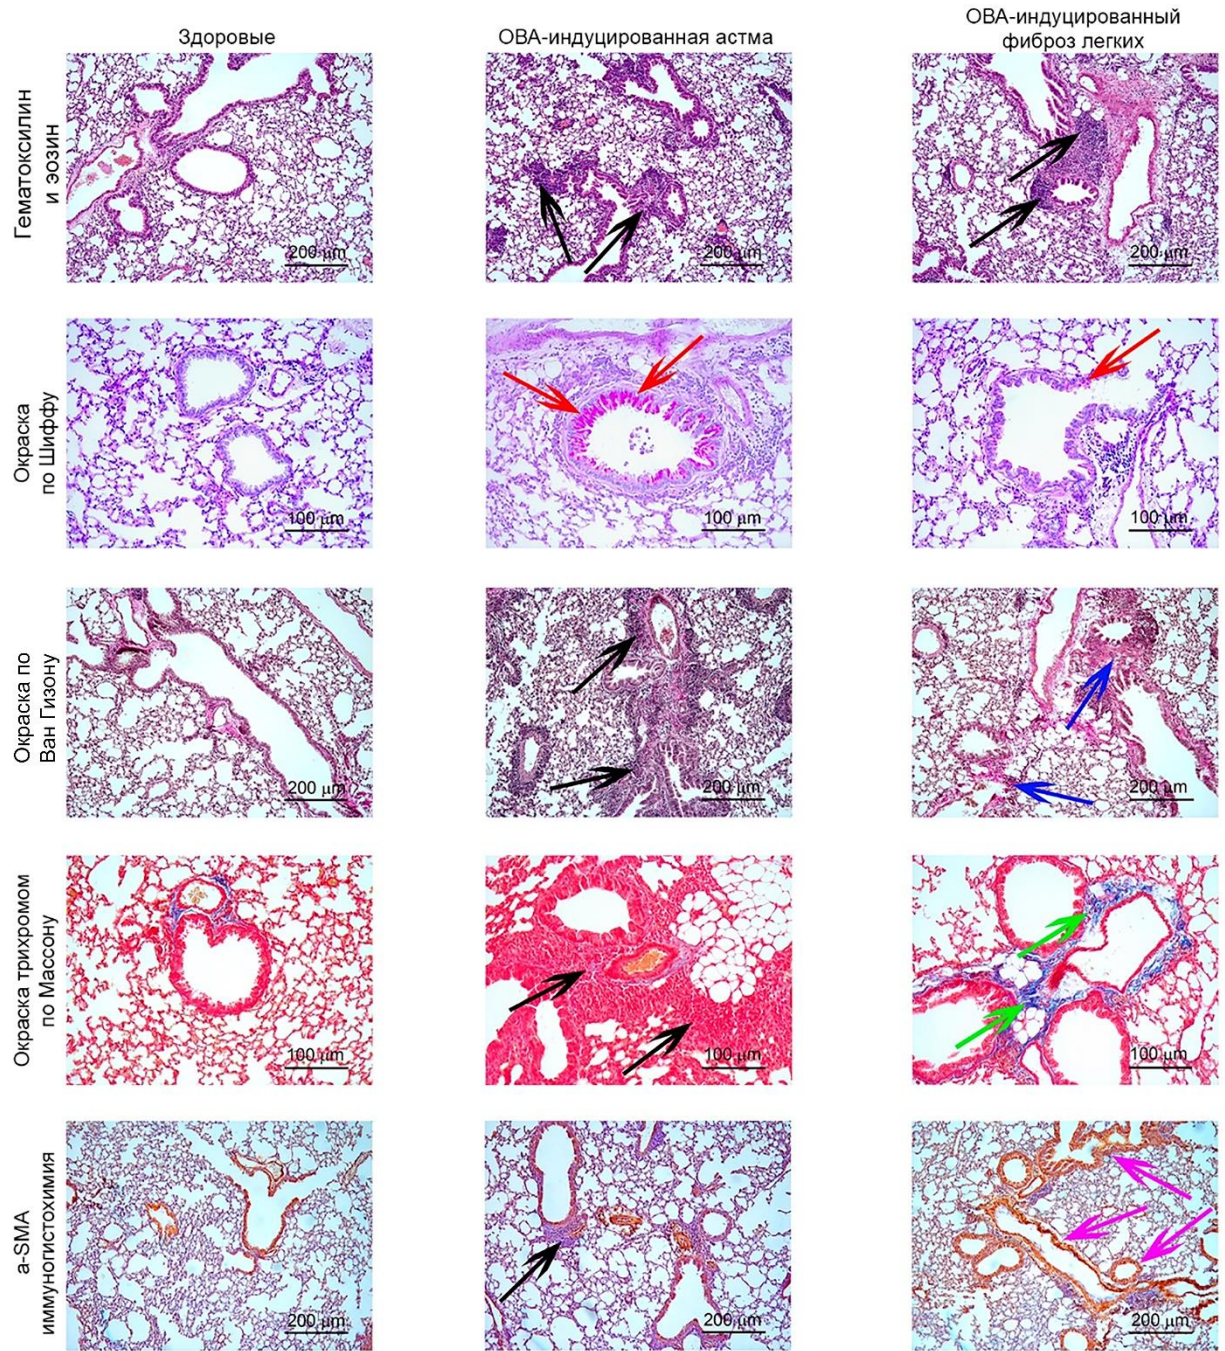 Здоровые
ОВА-индуцированная астма
ОВА-индуцированный
фиброз легких
Гематоксилин
и эозин
200 μm
200 μm
200 μm
Окраска
по Шиффу
100 μm
100 μm
100 μm
Окраска по
Ван Гизону
200 μm
200 μm
200 μm
Окраска трихромом
по Массону
100 μm
100 μm
100 μm
a-SMA
иммуногистохимия
200 μm
200 μm
200 μm